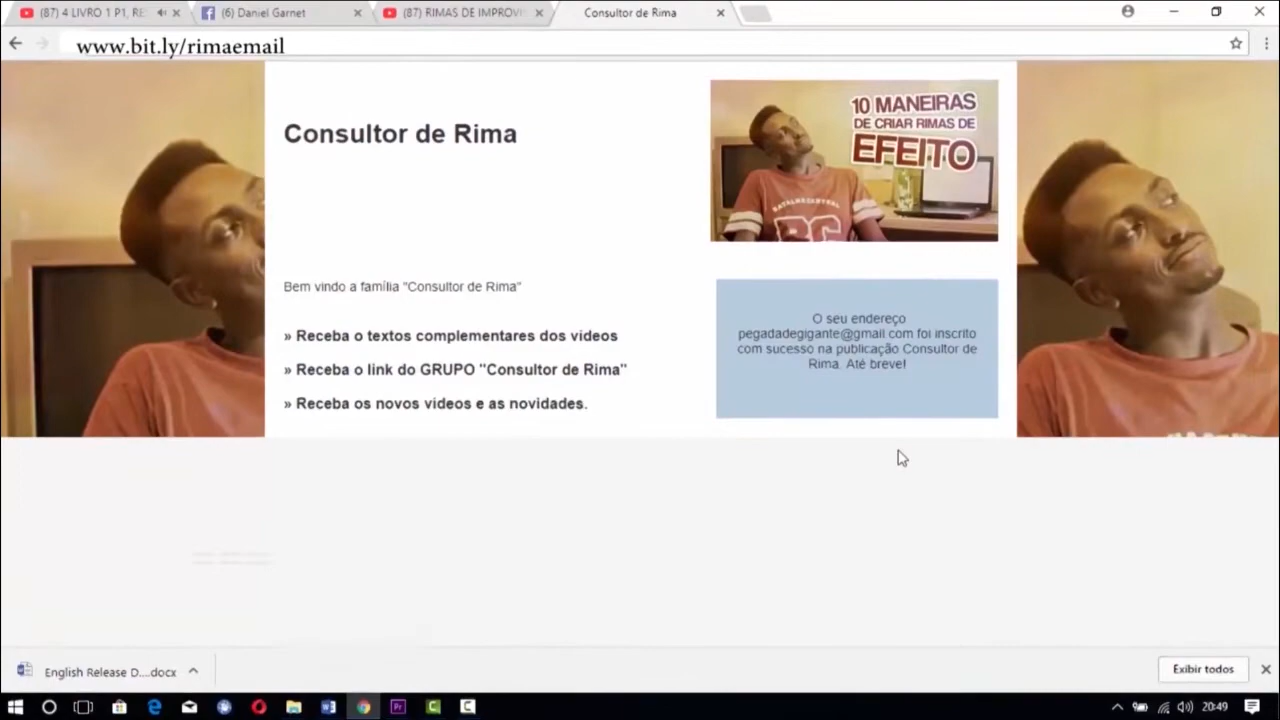 (87) 4 LIVRO 1 P1, RE
(6) Daniel Garnet
(87) RIMAS DE IMPROVI
Consultor de Rima
www.bit.ly/rimaemail
Consultor de Rima
10 MANEIRAS
DE CRIAR RIMAS DE
EFEITO
BATALHA CENTRAL
BC
Bem vindo a família "Consultor de Rima"
» Receba o textos complementares dos videos
» Receba o link do GRUPO "Consultor de Rima"
» Receba os novos videos e as novidades.
O seu endereço
pegadadegigante@gmail.com foi inscrito
com sucesso na publicação Consultor de
Rima. Até breve!
English Release D....docx
Exibir todos
20:49